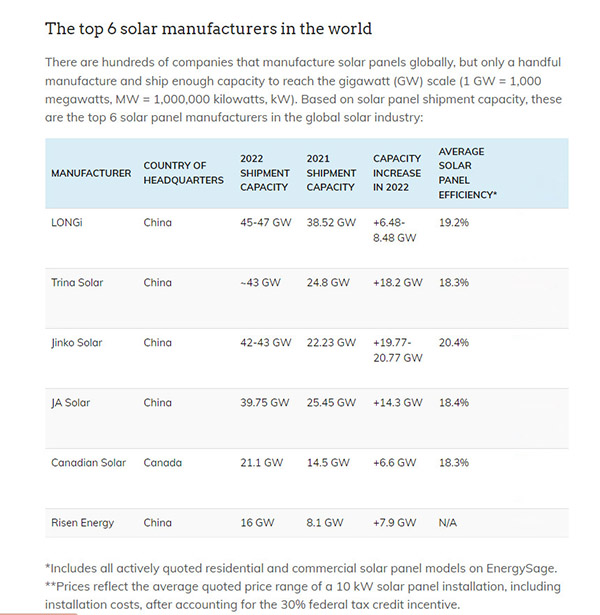 The top 6 solar manufacturers in the world
There are hundreds of companies that manufacture solar panels globally, but only a handful
manufacture and ship enough capacity to reach the gigawatt (GW) scale (1 GW = 1,000
megawatts, MW = 1,000,000 kilowatts, kW). Based on solar panel shipment capacity, these
are the top 6 solar panel manufacturers in the global solar industry:
MANUFACTURER COUNTRY OF HEADQUARTERS 2022 SHIPMENT CAPACITY 2021 SHIPMENT CAPACITY CAPACITY INCREASE IN 2022 AVERAGE SOLAR PANEL EFFICIENCY*
LONGi China 45-47 GW 38.52 GW +6.48-8.48 GW 19.2%
Trina Solar China ~43 GW 24.8 GW +18.2 GW 18.3%
Jinko Solar China 42-43 GW 22.23 GW +19.77-20.77 GW 20.4%
JA Solar China 39.75 GW 25.45 GW +14.3 GW 18.4%
Canadian Solar Canada 21.1 GW 14.5 GW +6.6 GW 18.3%
Risen Energy China 16 GW 8.1 GW +7.9 GW N/A
*Includes all actively quoted residential and commercial solar panel models on EnergySage.
**Prices reflect the average quoted price range of a 10 kW solar panel installation, including
installation costs, after accounting for the 30% federal tax credit incentive.